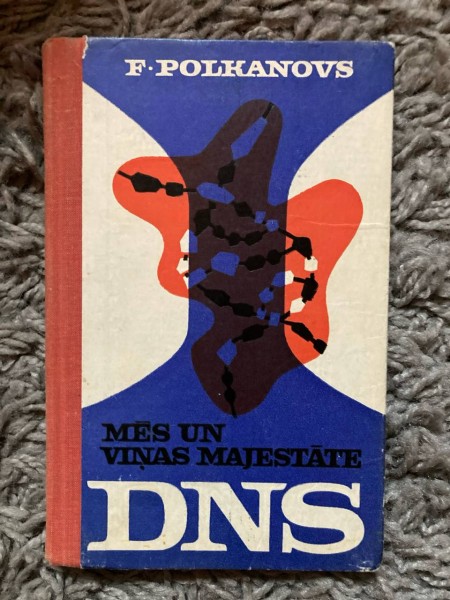 F·POLKANOVS
MĒS UN
VIŅAS MAJESTĀTE
DNS